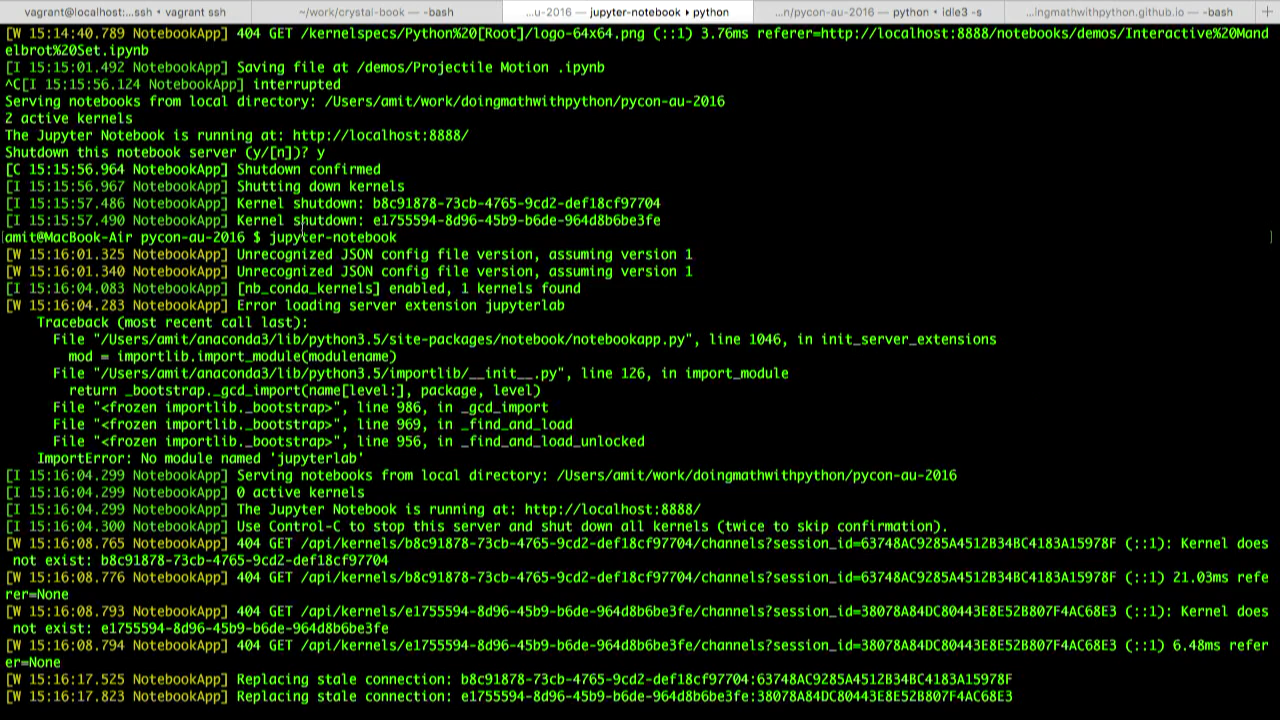 vagrant@localhost:...ssh • vagrant ssh
~/work/crystal-book — -bash
...u-2016 — jupyter-notebook ▸ python
...n/pycon-au-2016 — python • idle3 -s
...ingmathwithpython.github.io — -bash
[W 15:14:40.789 NotebookApp] 404 GET /kernelspecs/Python%20[Root]/logo-64x64.png (::1) 3.76ms referer=http://localhost:8888/notebooks/demos/Interactive%20Mand
elbrot%20Set.ipynb
[I 15:15:01.492 NotebookApp] Saving file at /demos/Projectile Motion .ipynb
^C[I 15:15:56.124 NotebookApp] interrupted
Serving notebooks from local directory: /Users/amit/work/doingmathwithpython/pycon-au-2016
2 active kernels
The Jupyter Notebook is running at: http://localhost:8888/
Shutdown this notebook server (y/[n])? y
[C 15:15:56.964 NotebookApp] Shutdown confirmed
[I 15:15:56.967 NotebookApp] Shutting down kernels
[I 15:15:57.486 NotebookApp] Kernel shutdown: b8c91878-73cb-4765-9cd2-def18cf97704
[I 15:15:57.490 NotebookApp] Kernel shutdown: e1755594-8d96-45b9-b6de-964d8b6be3fe
[amit@MacBook-Air pycon-au-2016 $ jupyter-notebook ]
[W 15:16:01.325 NotebookApp] Unrecognized JSON config file version, assuming version 1
[W 15:16:01.340 NotebookApp] Unrecognized JSON config file version, assuming version 1
[I 15:16:04.083 NotebookApp] [nb_conda_kernels] enabled, 1 kernels found
[W 15:16:04.283 NotebookApp] Error loading server extension jupyterlab
Traceback (most recent call last):
File "/Users/amit/anaconda3/lib/python3.5/site-packages/notebook/notebookapp.py", line 1046, in init_server_extensions
mod = importlib.import_module(modulename)
File "/Users/amit/anaconda3/lib/python3.5/importlib/__init__.py", line 126, in import_module
return _bootstrap._gcd_import(name[level:], package, level)
File "<frozen importlib._bootstrap>", line 986, in _gcd_import
File "<frozen importlib._bootstrap>", line 969, in _find_and_load
File "<frozen importlib._bootstrap>", line 956, in _find_and_load_unlocked
ImportError: No module named 'jupyterlab'
[I 15:16:04.299 NotebookApp] Serving notebooks from local directory: /Users/amit/work/doingmathwithpython/pycon-au-2016
[I 15:16:04.299 NotebookApp] 0 active kernels
[I 15:16:04.299 NotebookApp] The Jupyter Notebook is running at: http://localhost:8888/
[I 15:16:04.300 NotebookApp] Use Control-C to stop this server and shut down all kernels (twice to skip confirmation).
[W 15:16:08.765 NotebookApp] 404 GET /api/kernels/b8c91878-73cb-4765-9cd2-def18cf97704/channels?session_id=63748AC9285A4512B34BC4183A15978F (::1): Kernel does
not exist: b8c91878-73cb-4765-9cd2-def18cf97704
[W 15:16:08.776 NotebookApp] 404 GET /api/kernels/b8c91878-73cb-4765-9cd2-def18cf97704/channels?session_id=63748AC9285A4512B34BC4183A15978F (::1) 21.03ms refe
rer=None
[W 15:16:08.793 NotebookApp] 404 GET /api/kernels/e1755594-8d96-45b9-b6de-964d8b6be3fe/channels?session_id=38078A84DC80443E8E52B807F4AC68E3 (::1): Kernel does
not exist: e1755594-8d96-45b9-b6de-964d8b6be3fe
[W 15:16:08.794 NotebookApp] 404 GET /api/kernels/e1755594-8d96-45b9-b6de-964d8b6be3fe/channels?session_id=38078A84DC80443E8E52B807F4AC68E3 (::1) 6.48ms refer
er=None
[W 15:16:17.525 NotebookApp] Replacing stale connection: b8c91878-73cb-4765-9cd2-def18cf97704:63748AC9285A4512B34BC4183A15978F
[W 15:16:17.823 NotebookApp] Replacing stale connection: e1755594-8d96-45b9-b6de-964d8b6be3fe:38078A84DC80443E8E52B807F4AC68E3